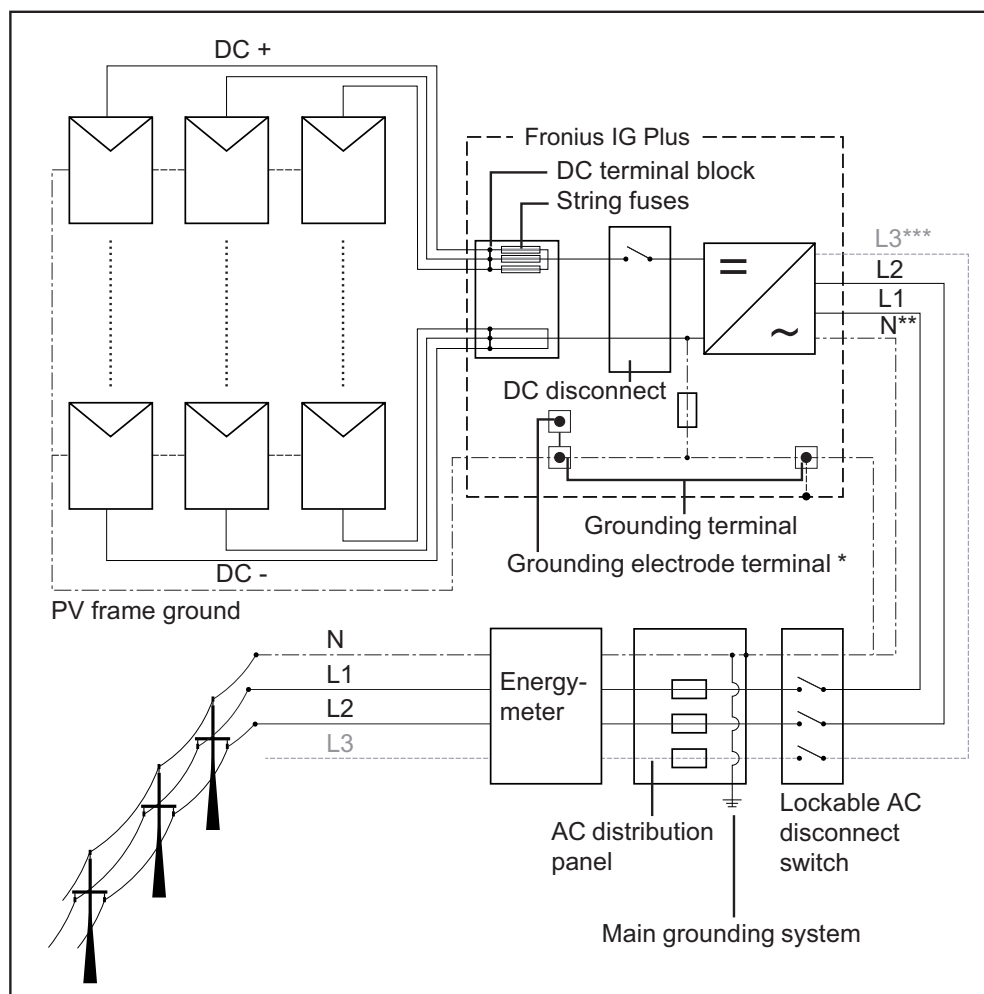 DC +
Fronius IG Plus
DC terminal block
String fuses
L3***
L2
L1
N**
=
~
DC disconnect
Grounding terminal
Grounding electrode terminal *
DC -
PV frame ground
N
L1
L2
L3
Energy-
meter
AC distribution
panel
Lockable AC
disconnect
switch
Main grounding system